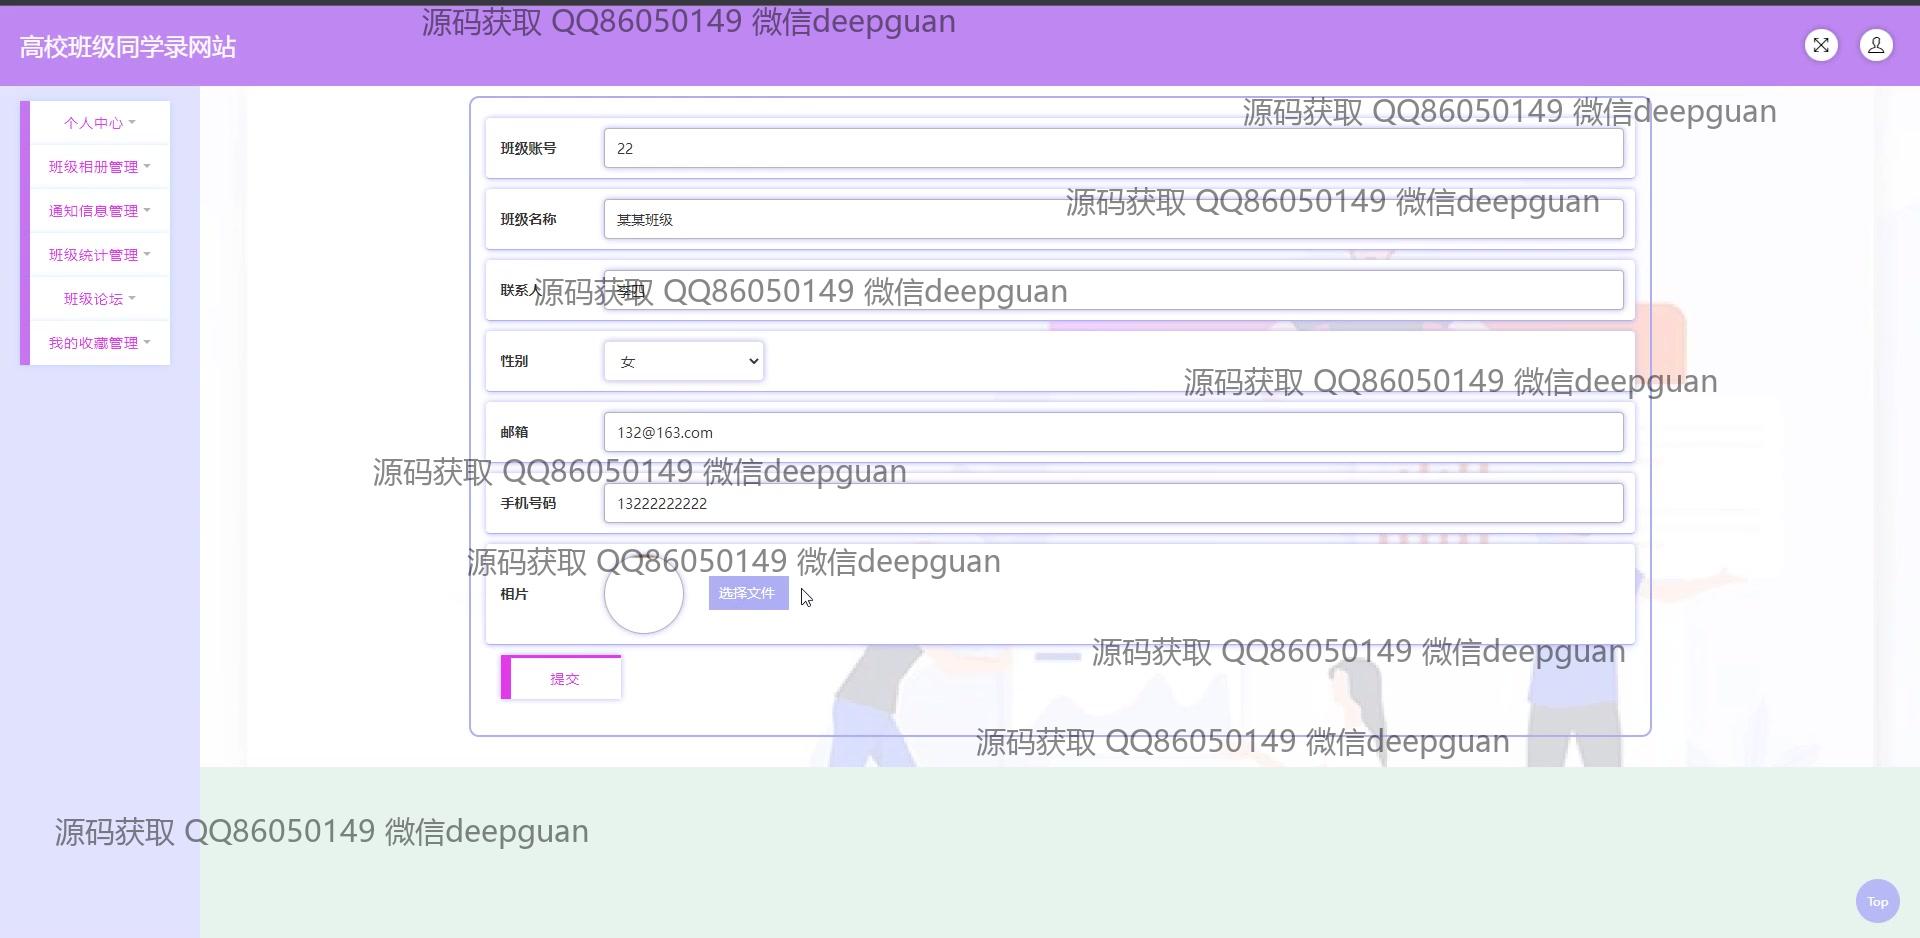 源码获取 QQ86050149 微信deepguan
高校班级同学录网站
个人中心
班级相册管理
通知信息管理
班级统计管理
班级论坛
我的收藏管理
源码获取 QQ86050149 微信deepguan
班级账号 22
源码获取 QQ86050149 微信deepguan
班级名称 某某班级
联系人 李四
源码获取 QQ86050149 微信deepguan
性别 女
源码获取 QQ86050149 微信deepguan
邮箱 132@163.com
源码获取 QQ86050149 微信deepguan
手机号码 13222222222
源码获取 QQ86050149 微信deepguan
相片 选择文件
源码获取 QQ86050149 微信deepguan
提交
源码获取 QQ86050149 微信deepguan
源码获取 QQ86050149 微信deepguan
Top